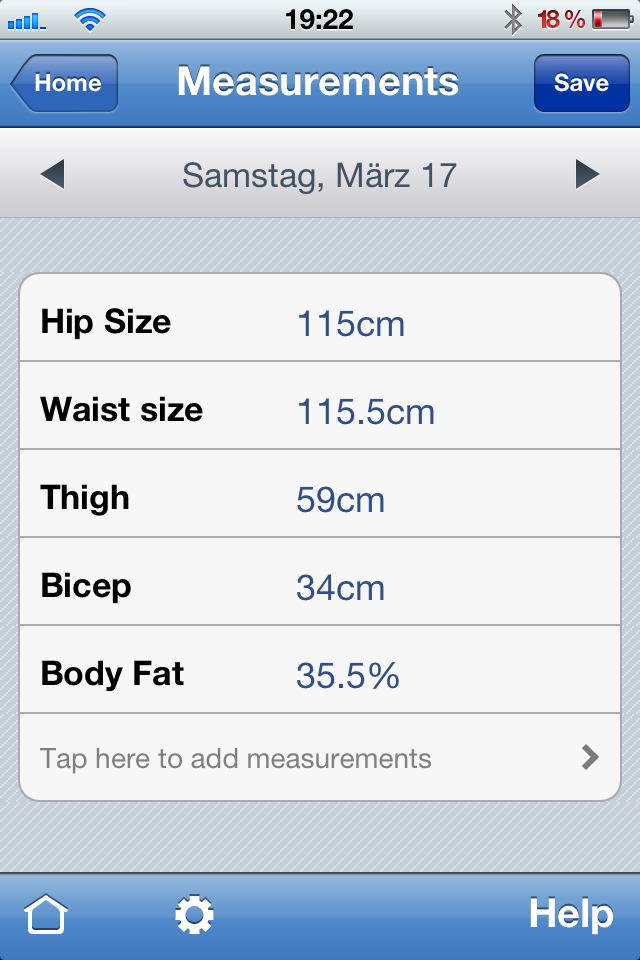 19:22 18 %
Home Measurements Save
Samstag, März 17
Hip Size 115cm
Waist size 115.5cm
Thigh 59cm
Bicep 34cm
Body Fat 35.5%
Tap here to add measurements
Help